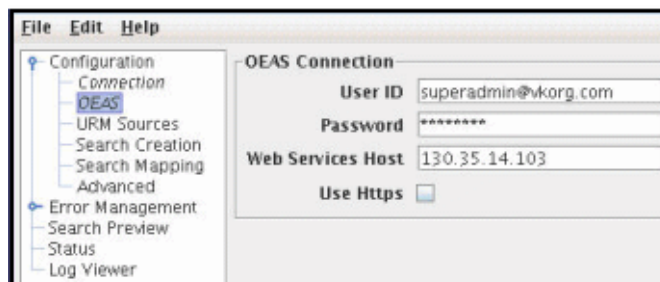 File Edit Help
Configuration
Connection
OEAS
URM Sources
Search Creation
Search Mapping
Advanced
Error Management
Search Preview
Status
Log Viewer
OEAS Connection
User ID superadmin@vkorg.com
Password ********
Web Services Host 130.35.14.103
Use Https